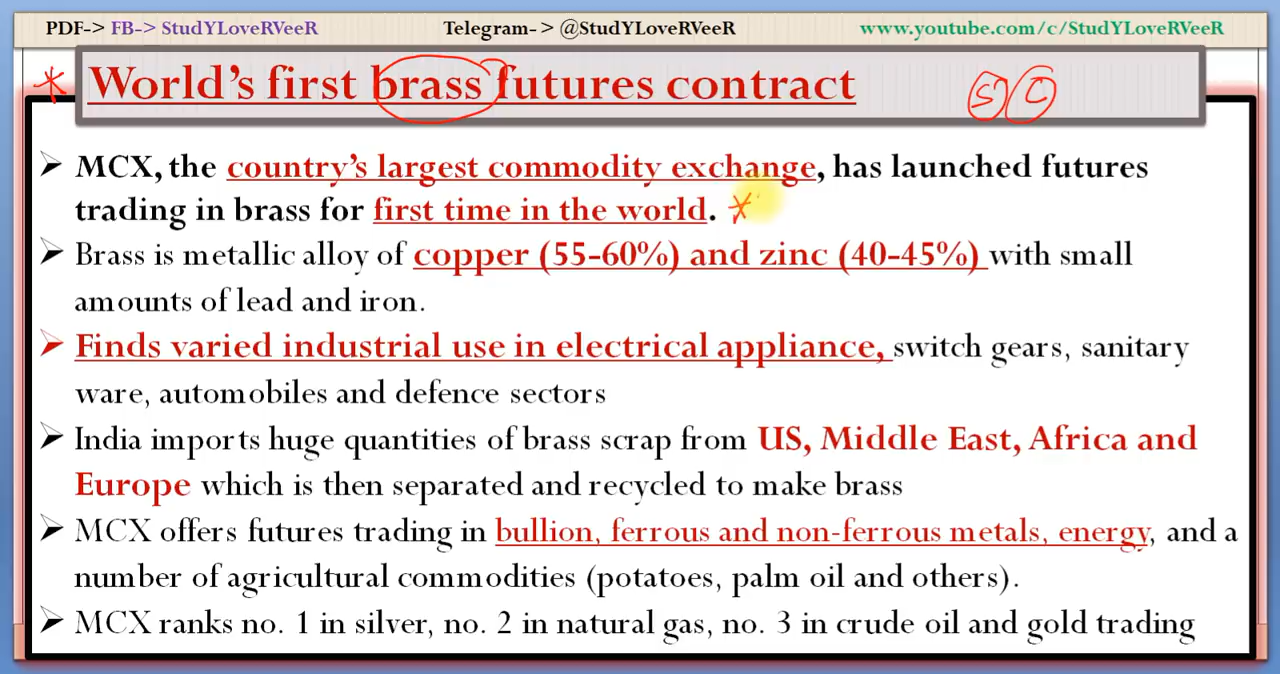 PDF-> FB-> StudYLoveRVeeR Telegram-> @StudYLoveRVeeR www.youtube.com/c/StudYLoveRVeeR
World's first brass futures contract
➢ MCX, the country's largest commodity exchange, has launched futures
trading in brass for first time in the world.
➢ Brass is metallic alloy of copper (55-60%) and zinc (40-45%) with small
amounts of lead and iron.
➢ Finds varied industrial use in electrical appliance, switch gears, sanitary
ware, automobiles and defence sectors
➢ India imports huge quantities of brass scrap from US, Middle East, Africa and
Europe which is then separated and recycled to make brass
➢ MCX offers futures trading in bullion, ferrous and non-ferrous metals, energy, and a
number of agricultural commodities (potatoes, palm oil and others).
➢ MCX ranks no. 1 in silver, no. 2 in natural gas, no. 3 in crude oil and gold trading